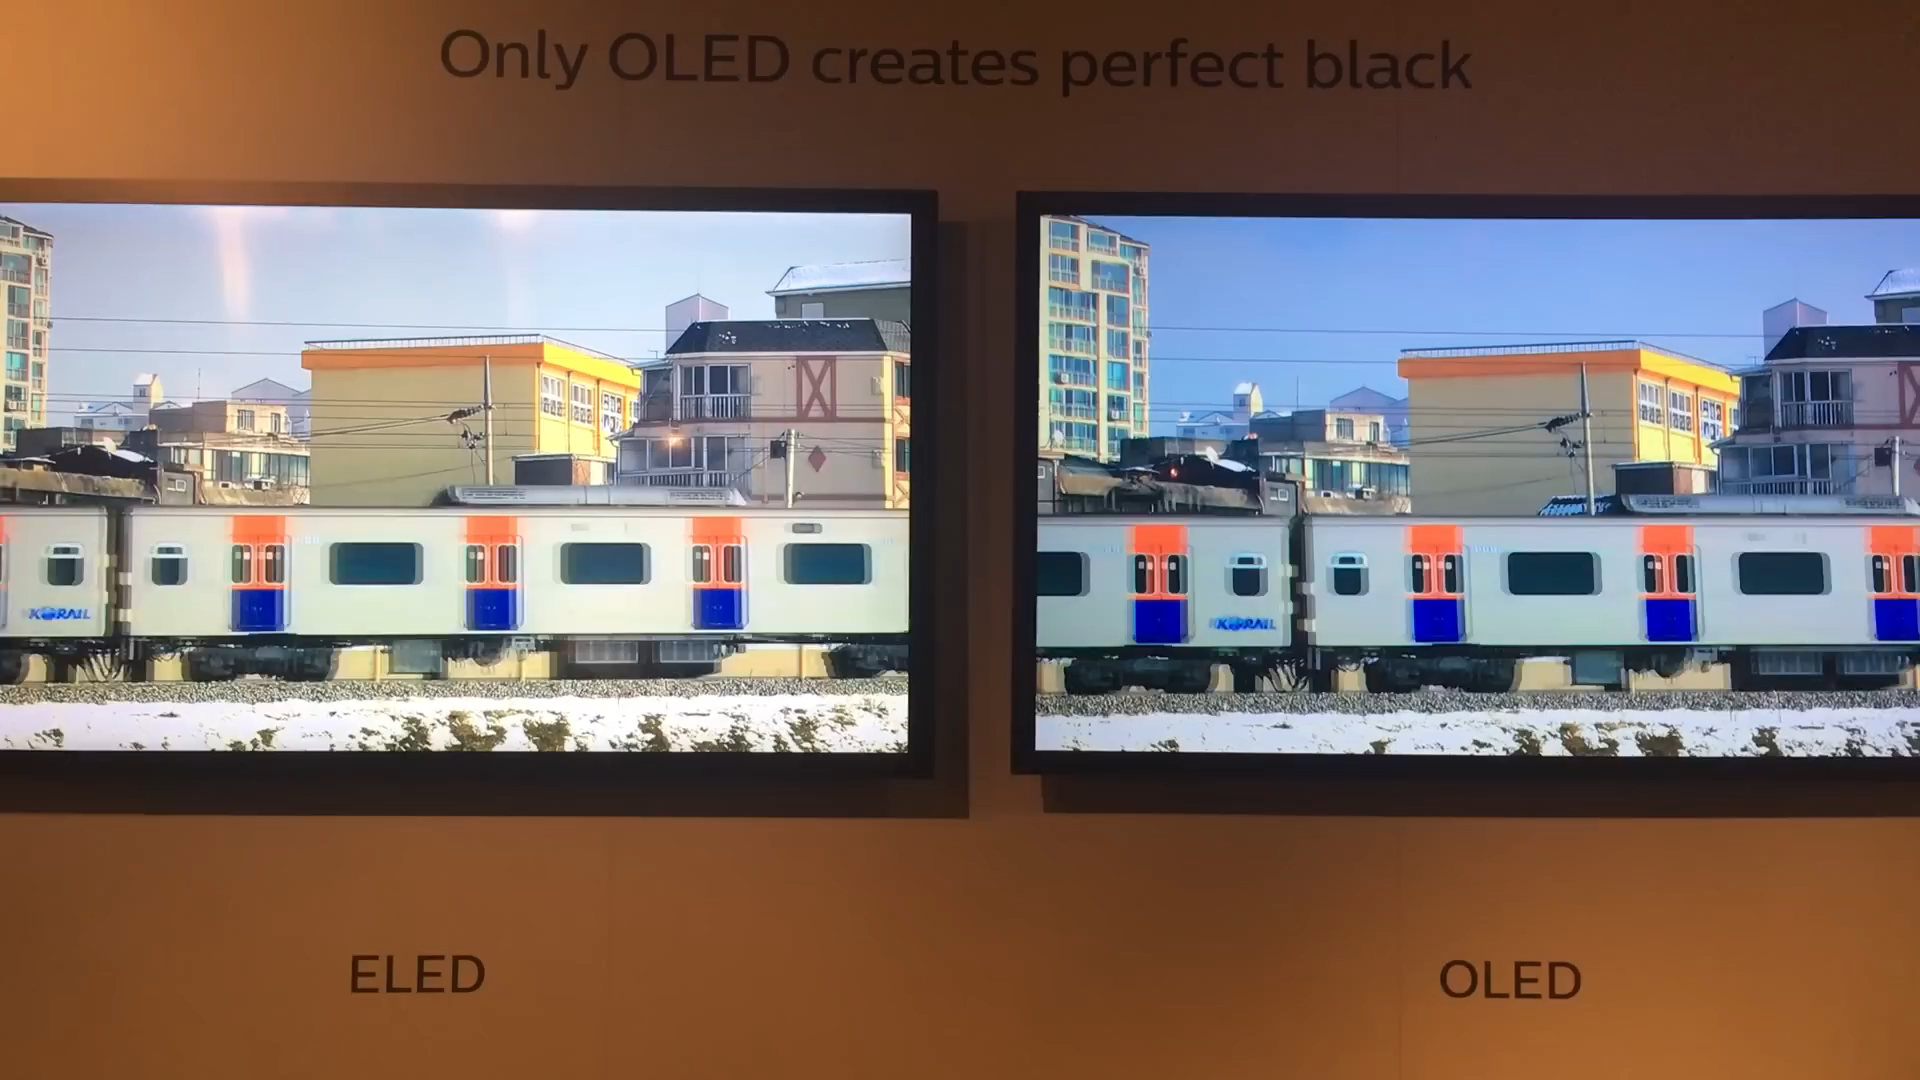 Only OLED creates perfect black
KORAIL
KORAIL
ELED
OLED